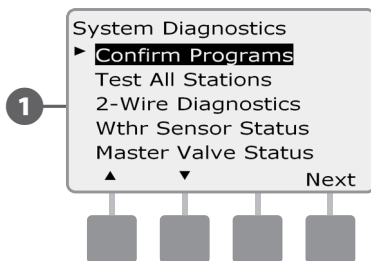 System Diagnostics
► Confirm Programs
Test All Stations
2-Wire Diagnostics
Wthr Sensor Status
Master Valve Status
▲ ▼ Next
1